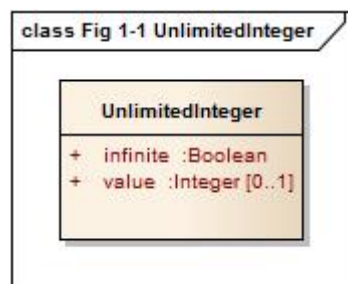 class Fig 1-1 UnlimitedInteger
UnlimitedInteger
+ infinite :Boolean
+ value :Integer [0..1]